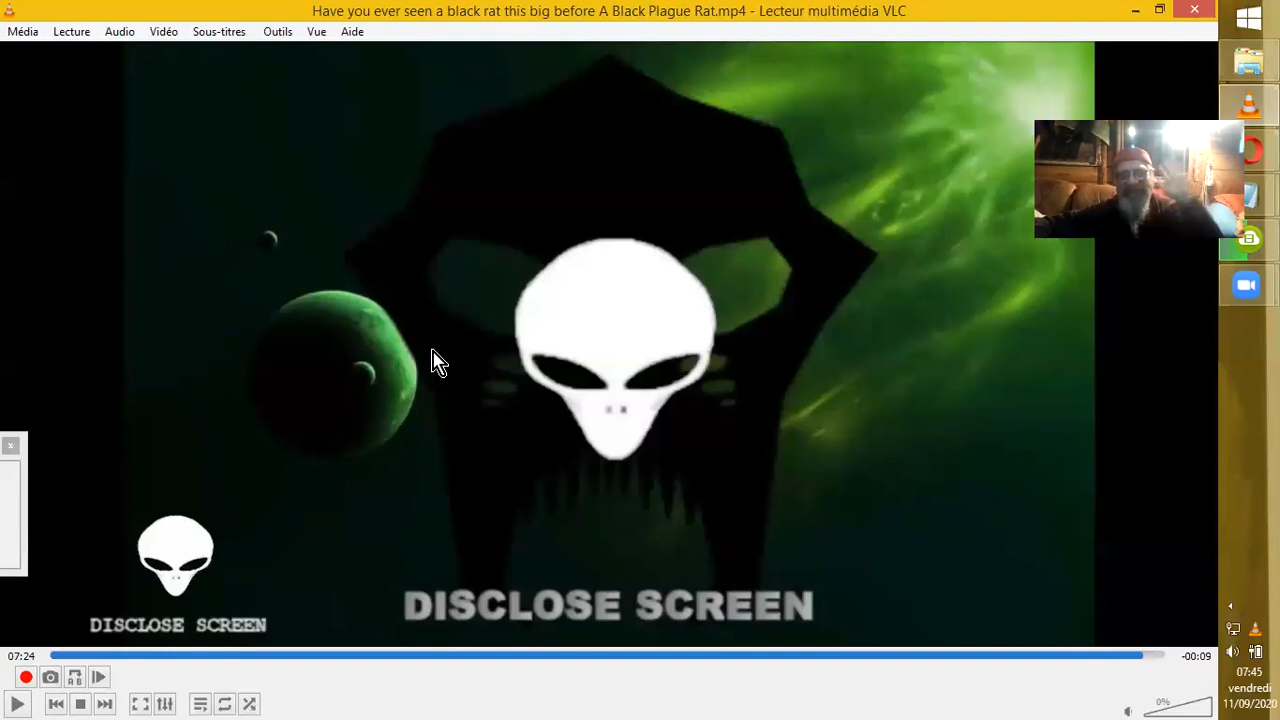 Have you ever seen a black rat this big before A Black Plague Rat.mp4 - Lecteur multimédia VLC
Média Lecture Audio Vidéo Sous-titres Outils Vue Aide
DISCLOSE SCREEN
DISCLOSE SCREEN
07:24
-00:09
A B
0%
07:45
vendredi
11/09/2020